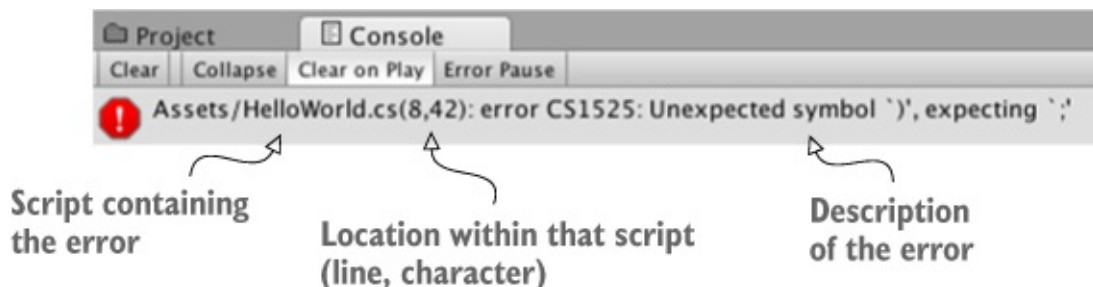 Project Console
Clear Collapse Clear on Play Error Pause
Assets/HelloWorld.cs(8,42): error CS1525: Unexpected symbol `)', expecting `;'
Script containing
the error
Location within that script
(line, character)
Description
of the error